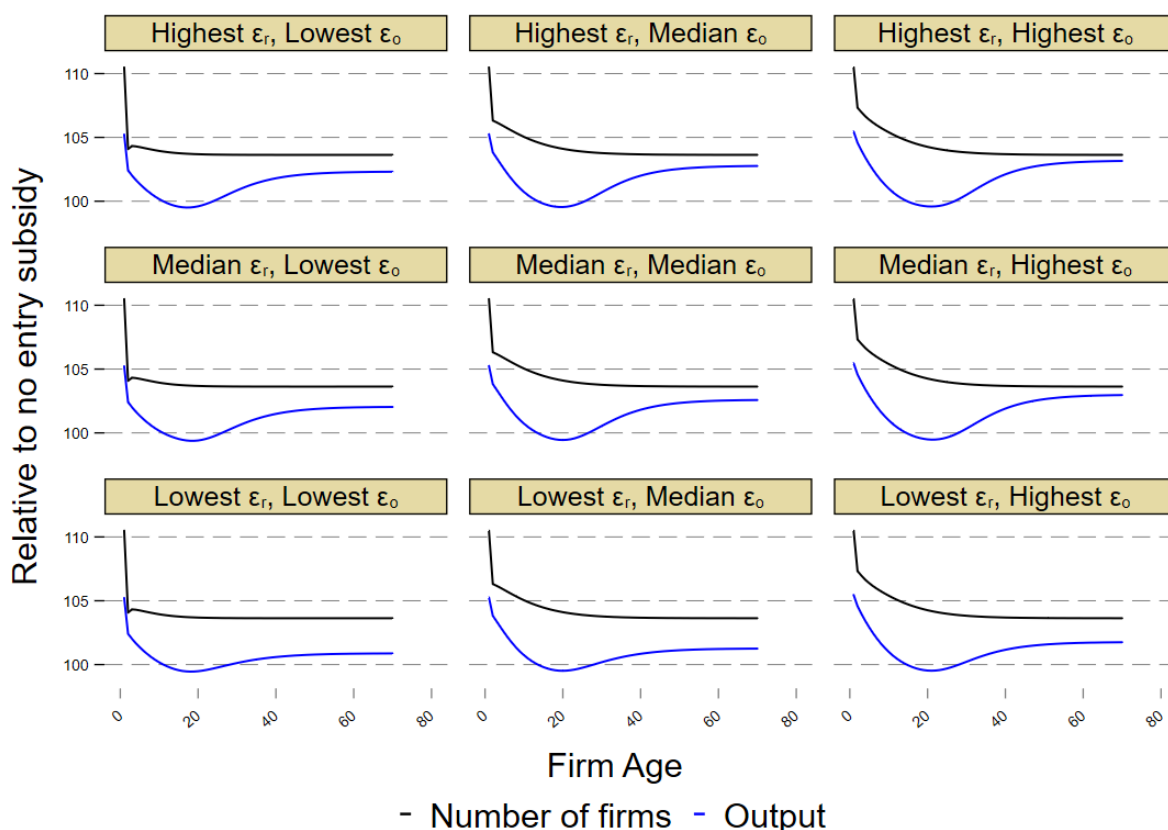 Highest εr, Lowest εo
Highest εr, Median εo
Highest εr, Highest εo
110
105
100
Median εr, Lowest εo
Median εr, Median εo
Median εr, Highest εo
110
105
100
Lowest εr, Lowest εo
Lowest εr, Median εo
Lowest εr, Highest εo
110
105
100
Relative to no entry subsidy
0 20 40 60 80 0 20 40 60 80 0 20 40 60 80
Firm Age
Number of firms Output